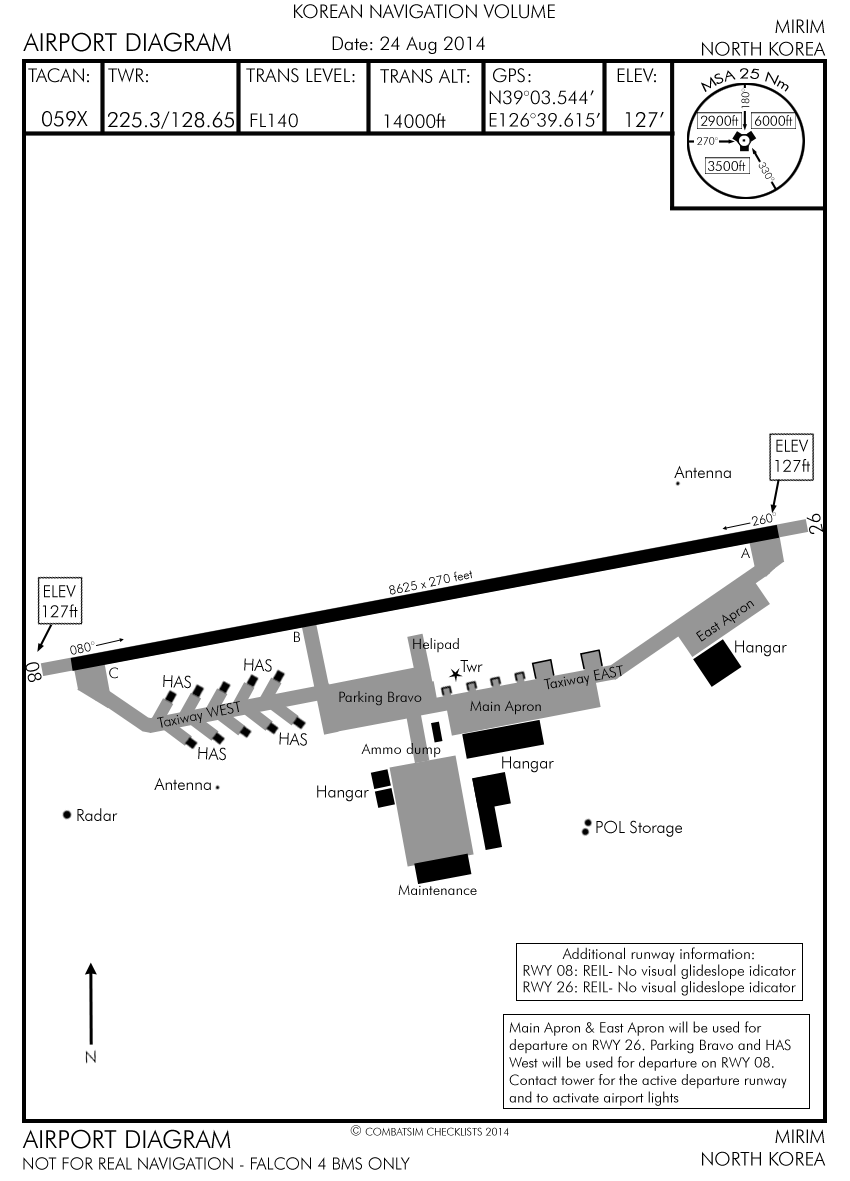 KOREAN NAVIGATION VOLUME
AIRPORT DIAGRAM
Date: 24 Aug 2014
MIRIM
NORTH KOREA
TACAN:
059X
TWR:
225.3/128.65
TRANS LEVEL:
FL140
TRANS ALT:
14000ft
GPS:
N39°03.544'
E126°39.615'
ELEV:
127'
MSA 25 Nm
180°
2900ft
6000ft
270°
3500ft
330°
ELEV
127ft
Antenna
260°
26
A
8625 x 270 feet
ELEV
127ft
080°
08
B
C
Helipad
East Apron
Hangar
HAS
HAS
Twr
Taxiway EAST
Parking Bravo
Main Apron
Taxiway WEST
HAS
HAS
Ammo dump
Hangar
Antenna
Hangar
Radar
POL Storage
Maintenance
Additional runway information:
RWY 08: REIL- No visual glideslope idicator
RWY 26: REIL- No visual glideslope idicator
Main Apron & East Apron will be used for
departure on RWY 26. Parking Bravo and HAS
West will be used for departure on RWY 08.
Contact tower for the active departure runway
and to activate airport lights
N
© COMBATSIM CHECKLISTS 2014
AIRPORT DIAGRAM
NOT FOR REAL NAVIGATION - FALCON 4 BMS ONLY
MIRIM
NORTH KOREA